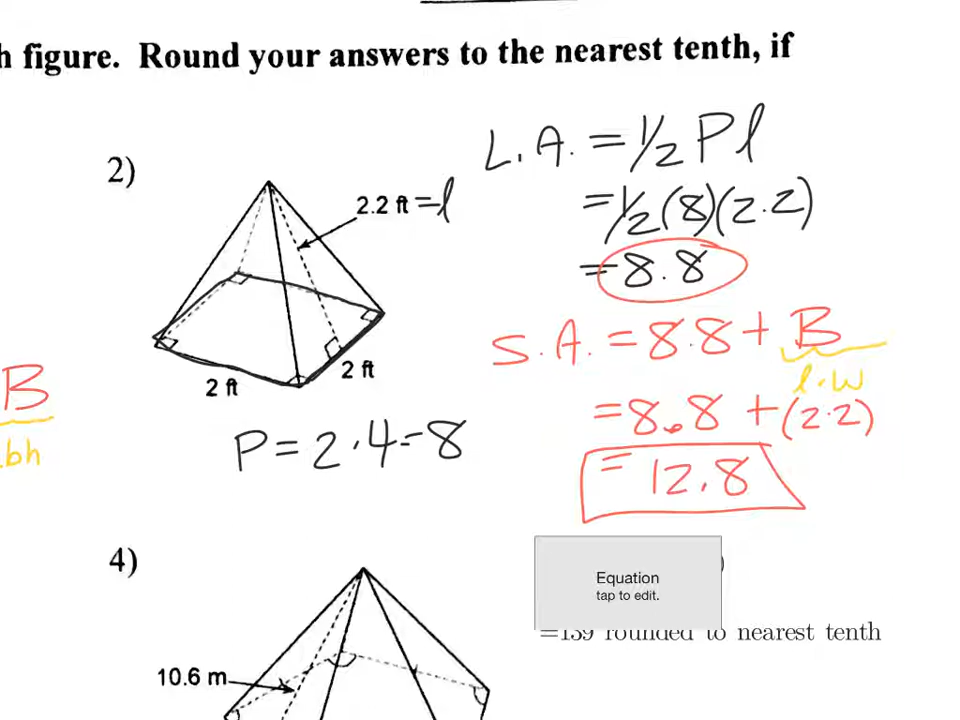 h figure. Round your answers to the nearest tenth, if
2)
2.2 ft =l
2 ft
2 ft
P = 2·4=8
L.A. = 1/2 Pl
=1/2(8)(2.2)
=8.8
S.A. = 8.8+ B
l·w
=8.8 +(2·2)
= 12.8
B
bh
4)
10.6 m
Equation
tap to edit.
=139 rounded to nearest tenth